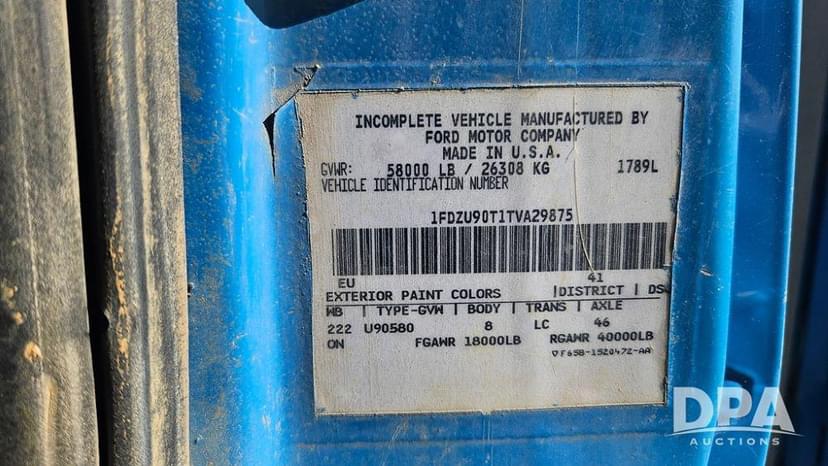 INCOMPLETE VEHICLE MANUFACTURED BY
FORD MOTOR COMPANY
MADE IN U.S.A.
GVWR: 58000 LB / 26308 KG 1789L
VEHICLE IDENTIFICATION NUMBER
1FDZU90T1TVA29875
EU 41
EXTERIOR PAINT COLORS |DISTRICT | DS
WB | TYPE-GVW | BODY | TRANS | AXLE
222 U90580 8 LC 46
ON FGAWR 18000LB RGAWR 40000LB
F65B-1520472-AA
DPA
AUCTIONS